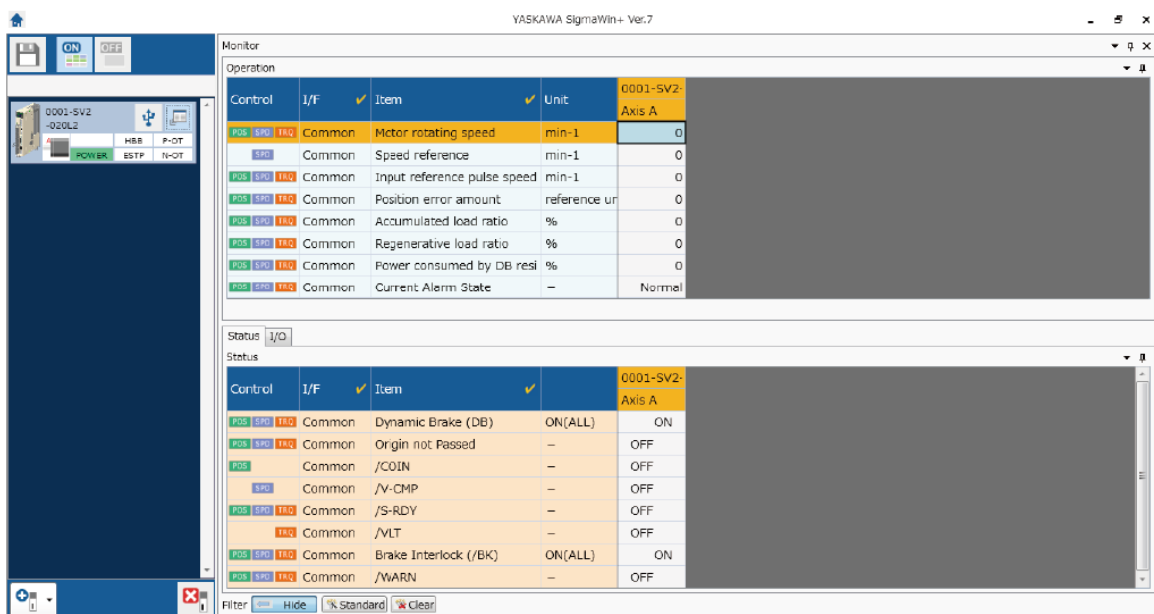 YASKAWA SigmaWin+ Ver.7
ON OFF
0001-SV2
-020L2
HBB P-OT
POWER ESTP N-OT
Monitor
Operation
Control I/F Item Unit 0001-SV2-
Axis A
POS SPD TRQ Common Motor rotating speed min-1 0
SPD Common Speed reference min-1 0
POS SPD TRQ Common Input reference pulse speed min-1 0
POS SPD TRQ Common Position error amount reference ur 0
POS SPD TRQ Common Accumulated load ratio % 0
POS SPD TRQ Common Regenerative load ratio % 0
POS SPD TRQ Common Power consumed by DB resi % 0
POS SPD TRQ Common Current Alarm State − Normal
Status I/O
Status
Control I/F Item 0001-SV2-
Axis A
POS SPD TRQ Common Dynamic Brake (DB) ON(ALL) ON
POS SPD TRQ Common Origin not Passed − OFF
POS Common /COIN − OFF
SPD Common /V-CMP − OFF
POS SPD TRQ Common /S-RDY − OFF
TRQ Common /VLT − OFF
POS SPD TRQ Common Brake Interlock (/BK) ON(ALL) ON
POS SPD TRQ Common /WARN − OFF
Filter Hide Standard Clear